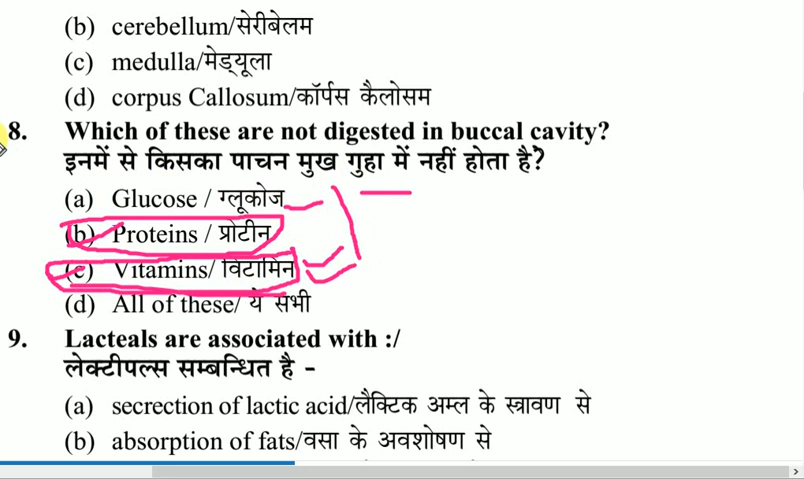 (b) cerebellum/सेरीबेलम
(c) medulla/मेड्यूला
(d) corpus Callosum/कॉर्पस कैलोसम
8. Which of these are not digested in buccal cavity?
इनमें से किसका पाचन मुख गुहा में नहीं होता है?
(a) Glucose / ग्लूकोज
(b) Proteins / प्रोटीन
(c) Vitamins/ विटामिन
(d) All of these/ ये सभी
9. Lacteals are associated with :/
लेक्टीपल्स सम्बन्धित है -
(a) secrection of lactic acid/लैक्टिक अम्ल के स्त्रावण से
(b) absorption of fats/वसा के अवशोषण से